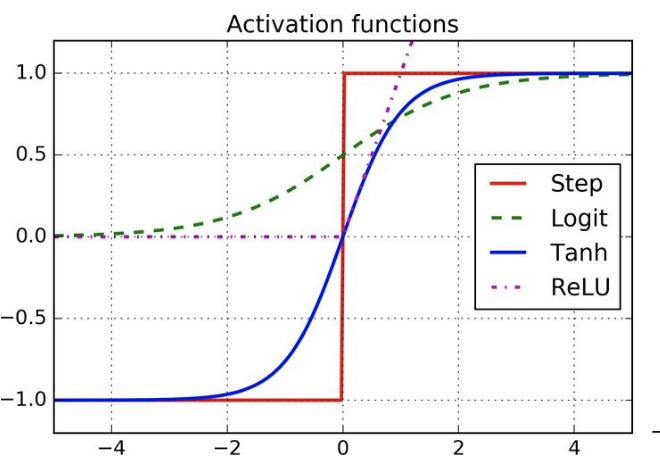 Activation functions
1.0
0.5
0.0
−0.5
−1.0
Step
Logit
Tanh
ReLU
−4 −2 0 2 4